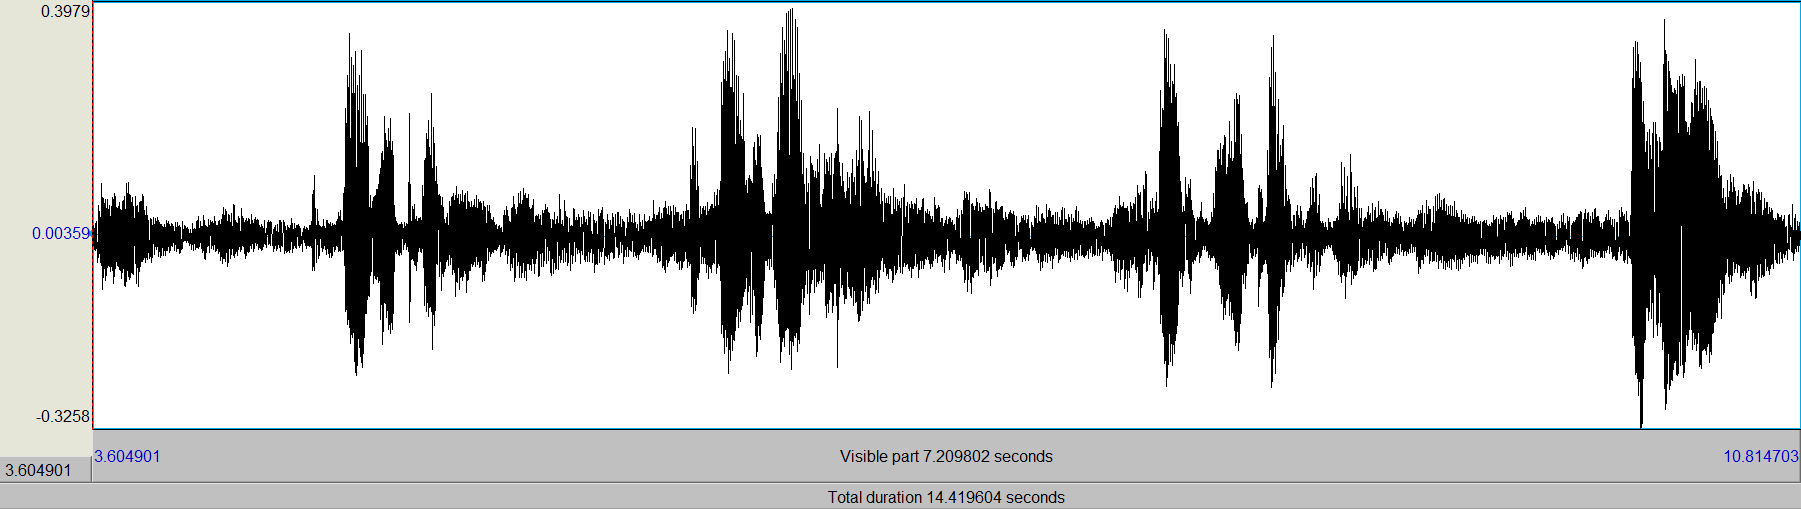 0.3979
0.00359
-0.3258
3.604901 Visible part 7.209802 seconds 10.814703
3.604901
Total duration 14.419604 seconds